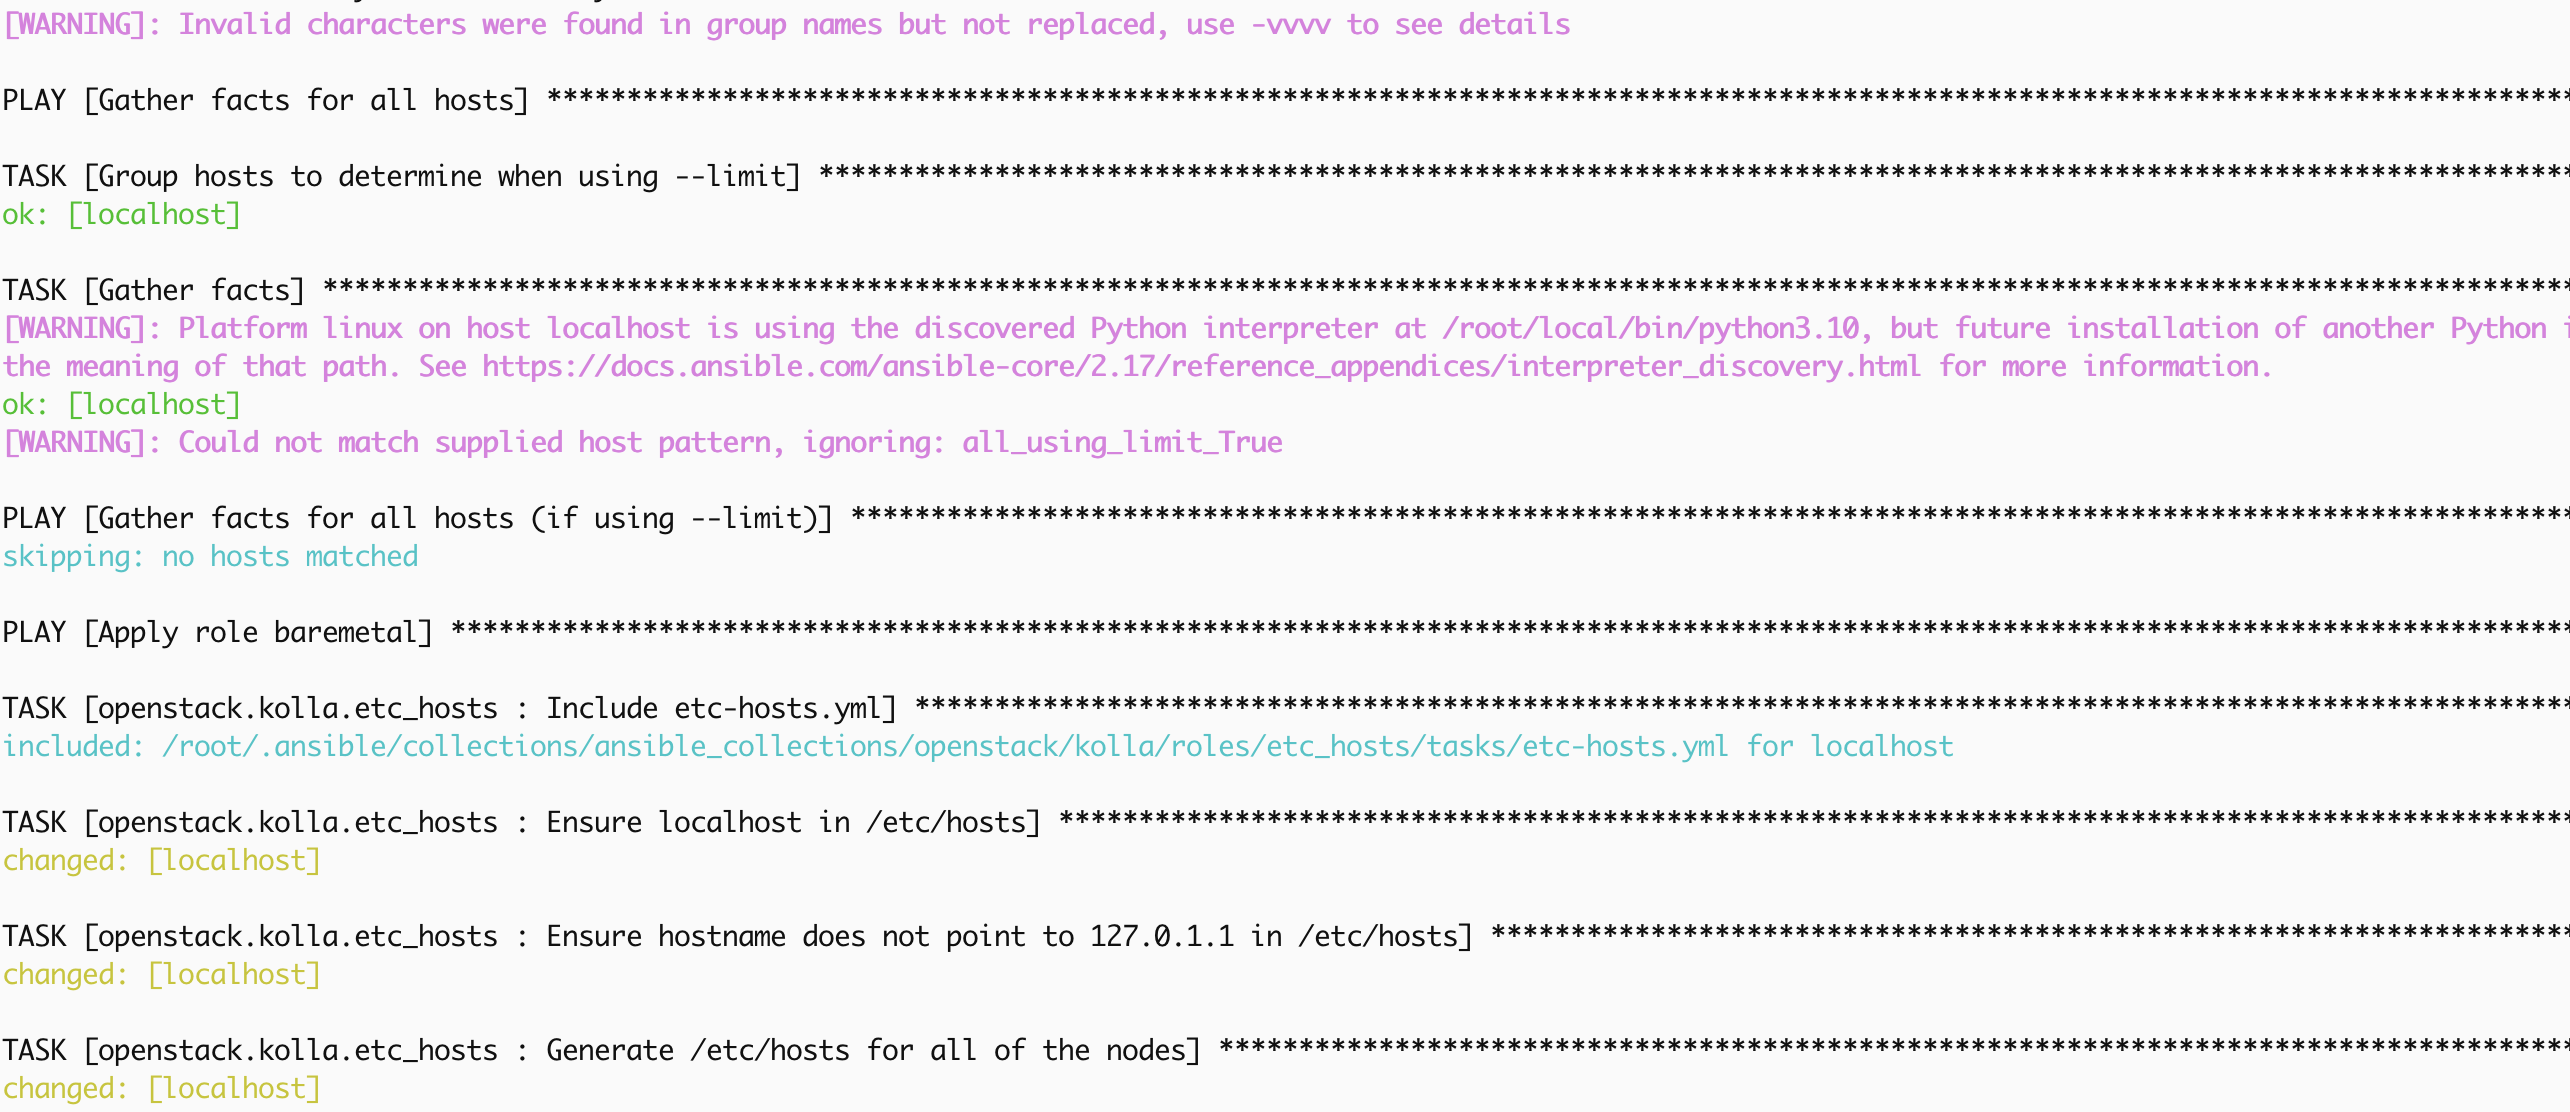 [WARNING]: Invalid characters were found in group names but not replaced, use -vvvv to see details
PLAY [Gather facts for all hosts] ********************************************************************************************************************************
TASK [Group hosts to determine when using --limit] ***************************************************************************************************************
ok: [localhost]
TASK [Gather facts] **********************************************************************************************************************************************
[WARNING]: Platform linux on host localhost is using the discovered Python interpreter at /root/local/bin/python3.10, but future installation of another Python i
the meaning of that path. See https://docs.ansible.com/ansible-core/2.17/reference_appendices/interpreter_discovery.html for more information.
ok: [localhost]
[WARNING]: Could not match supplied host pattern, ignoring: all_using_limit_True
PLAY [Gather facts for all hosts (if using --limit)] *************************************************************************************************************
skipping: no hosts matched
PLAY [Apply role baremetal] **************************************************************************************************************************************
TASK [openstack.kolla.etc_hosts : Include etc-hosts.yml] *********************************************************************************************************
included: /root/.ansible/collections/ansible_collections/openstack/kolla/roles/etc_hosts/tasks/etc-hosts.yml for localhost
TASK [openstack.kolla.etc_hosts : Ensure localhost in /etc/hosts] ************************************************************************************************
changed: [localhost]
TASK [openstack.kolla.etc_hosts : Ensure hostname does not point to 127.0.1.1 in /etc/hosts] *********************************************************************
changed: [localhost]
TASK [openstack.kolla.etc_hosts : Generate /etc/hosts for all of the nodes] **************************************************************************************
changed: [localhost]